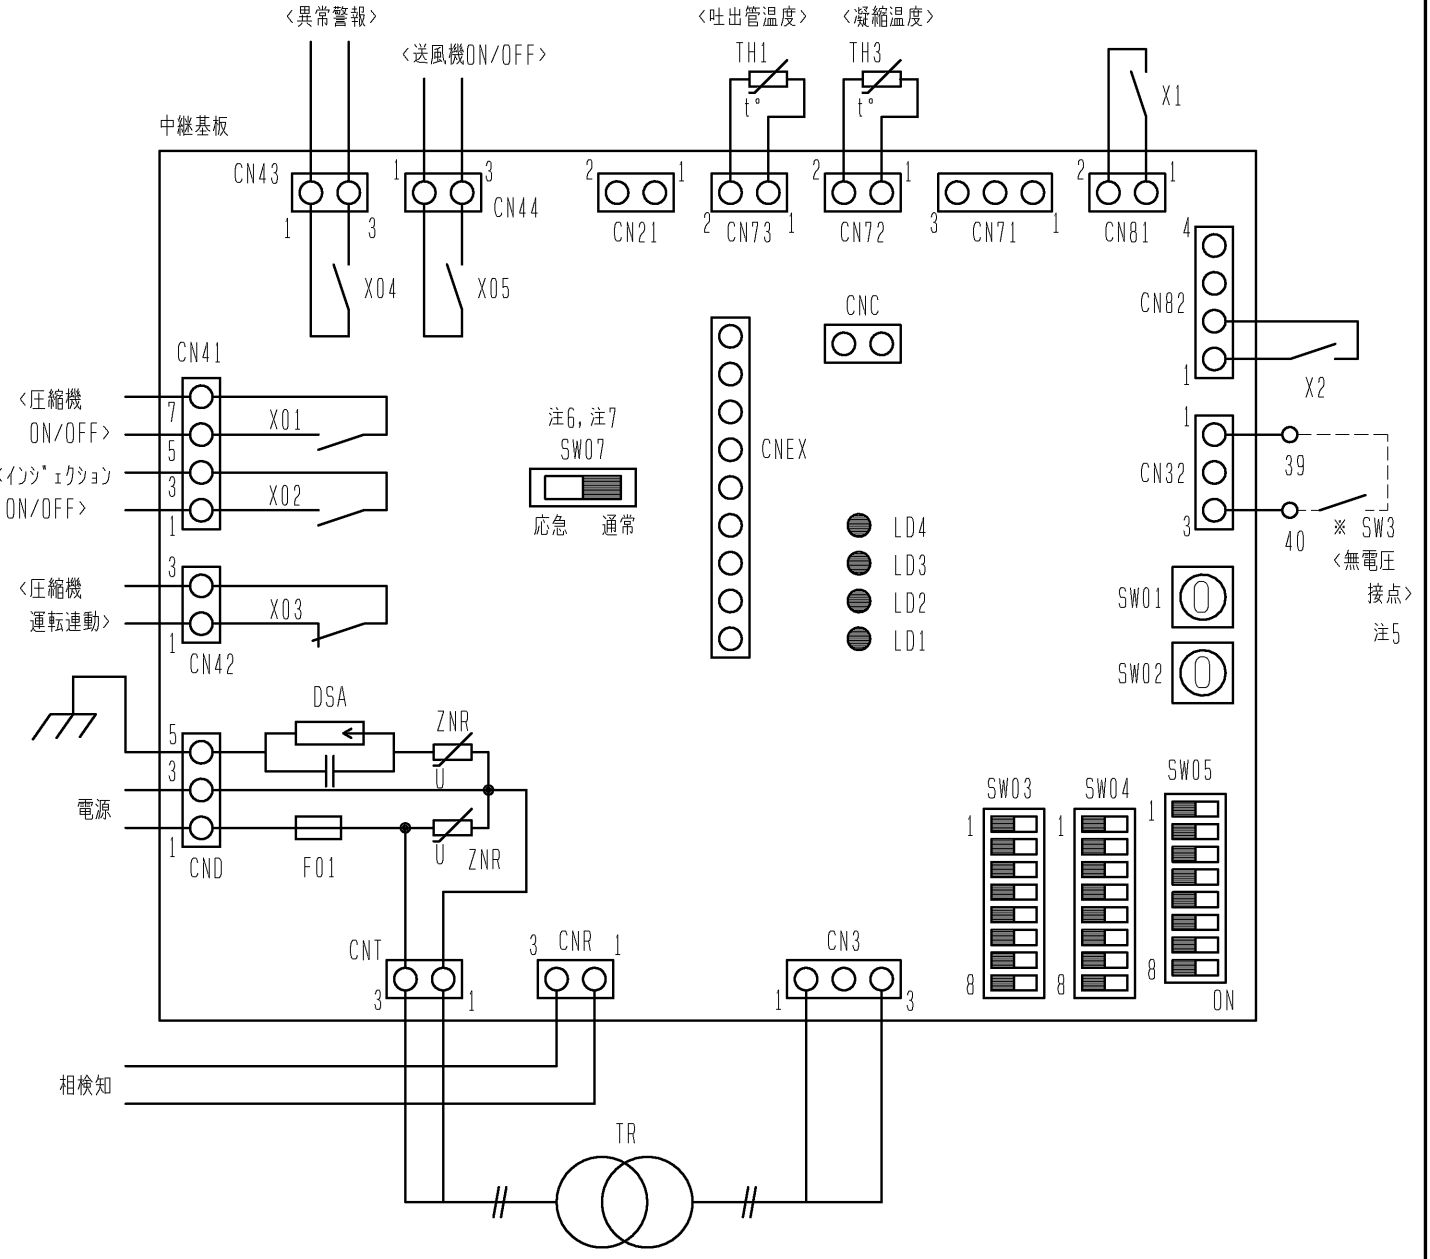 <異常警報>
<吐出管温度>
<凝縮温度>
<送風機ON/OFF>
TH1
TH3
t°
t°
X1
中継基板
CN43
1
3
2
1
2
1
2
1
CN44
1
3
2
CN21
CN73
1
CN72
3
CN71
1
CN81
4
X04
X05
CNC
CN82
CN41
1
X2
<圧縮機
7
ON/OFF>
X01
5
注6,注7
SW07
CNEX
1
CN32
39
<インジェクション
3
ON/OFF>
X02
1
応急
通常
LD4
3
40
※ SW3
<無電圧
接点>
注5
3
LD3
<圧縮機
運転連動>
X03
1
CN42
LD2
LD1
SW01
SW02
DSA
ZNR
5
3
U
電源
1
CND
F01
U
ZNR
SW03
SW04
SW05
1
1
1
8
8
8
ON
CNT
3
1
3
CNR
1
CN3
1
3
相検知
TR